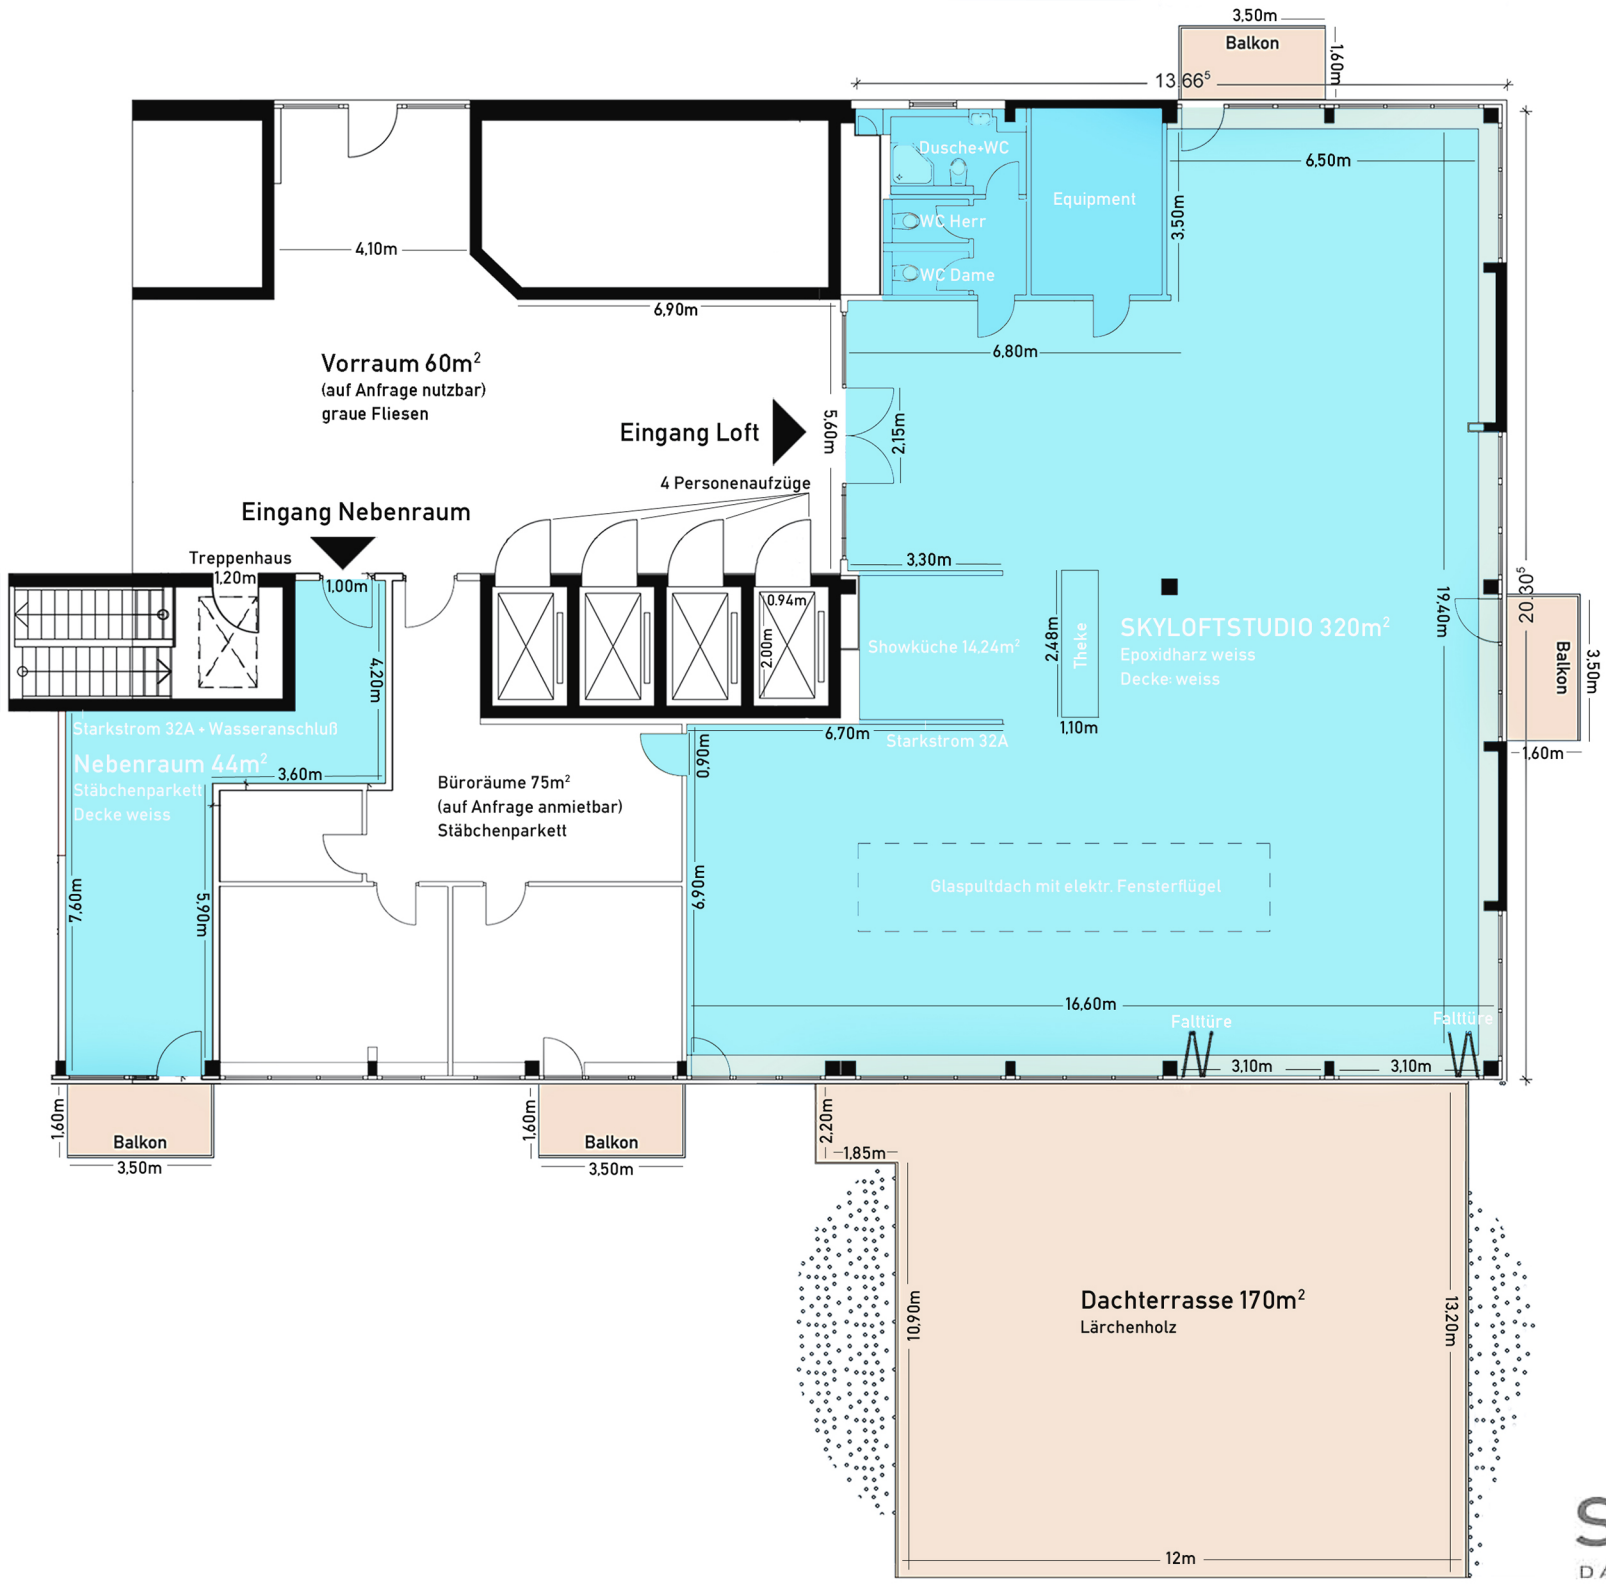 3,50m
Balkon
1,60m
13.66⁵
6,50m
Dusche+WC
Equipment
3,50m
WC Herr
WC Dame
4,10m
6,90m
6,80m
Vorraum 60m²
(auf Anfrage nutzbar)
graue Fliesen
Eingang Loft
5,60m
2,15m
4 Personenaufzüge
Eingang Nebenraum
Treppenhaus
1,20m
1,00m
3,30m
0.94m
2.00m
Showküche 14,24m²
2,48m
Theke
1,10m
SKYLOFTSTUDIO 320m²
Epoxidharz weiss
Decke: weiss
19,40m
20.30⁵
Balkon
3,50m
1,60m
4,20m
Starkstrom 32A + Wasseranschluß
Nebenraum 44m²
Stäbchenparkett
Decke weiss
3,60m
6,70m
Starkstrom 32A
0,90m
Büroräume 75m²
(auf Anfrage anmietbar)
Stäbchenparkett
7,60m
5,90m
6,90m
Glaspultdach mit elektr. Fensterflügel
16,60m
Falttüre
Falttüre
3,10m
3,10m
1,60m
Balkon
3,50m
1,60m
Balkon
3,50m
2,20m
1,85m
10,90m
Dachterrasse 170m²
Lärchenholz
13,20m
12m
S
DA